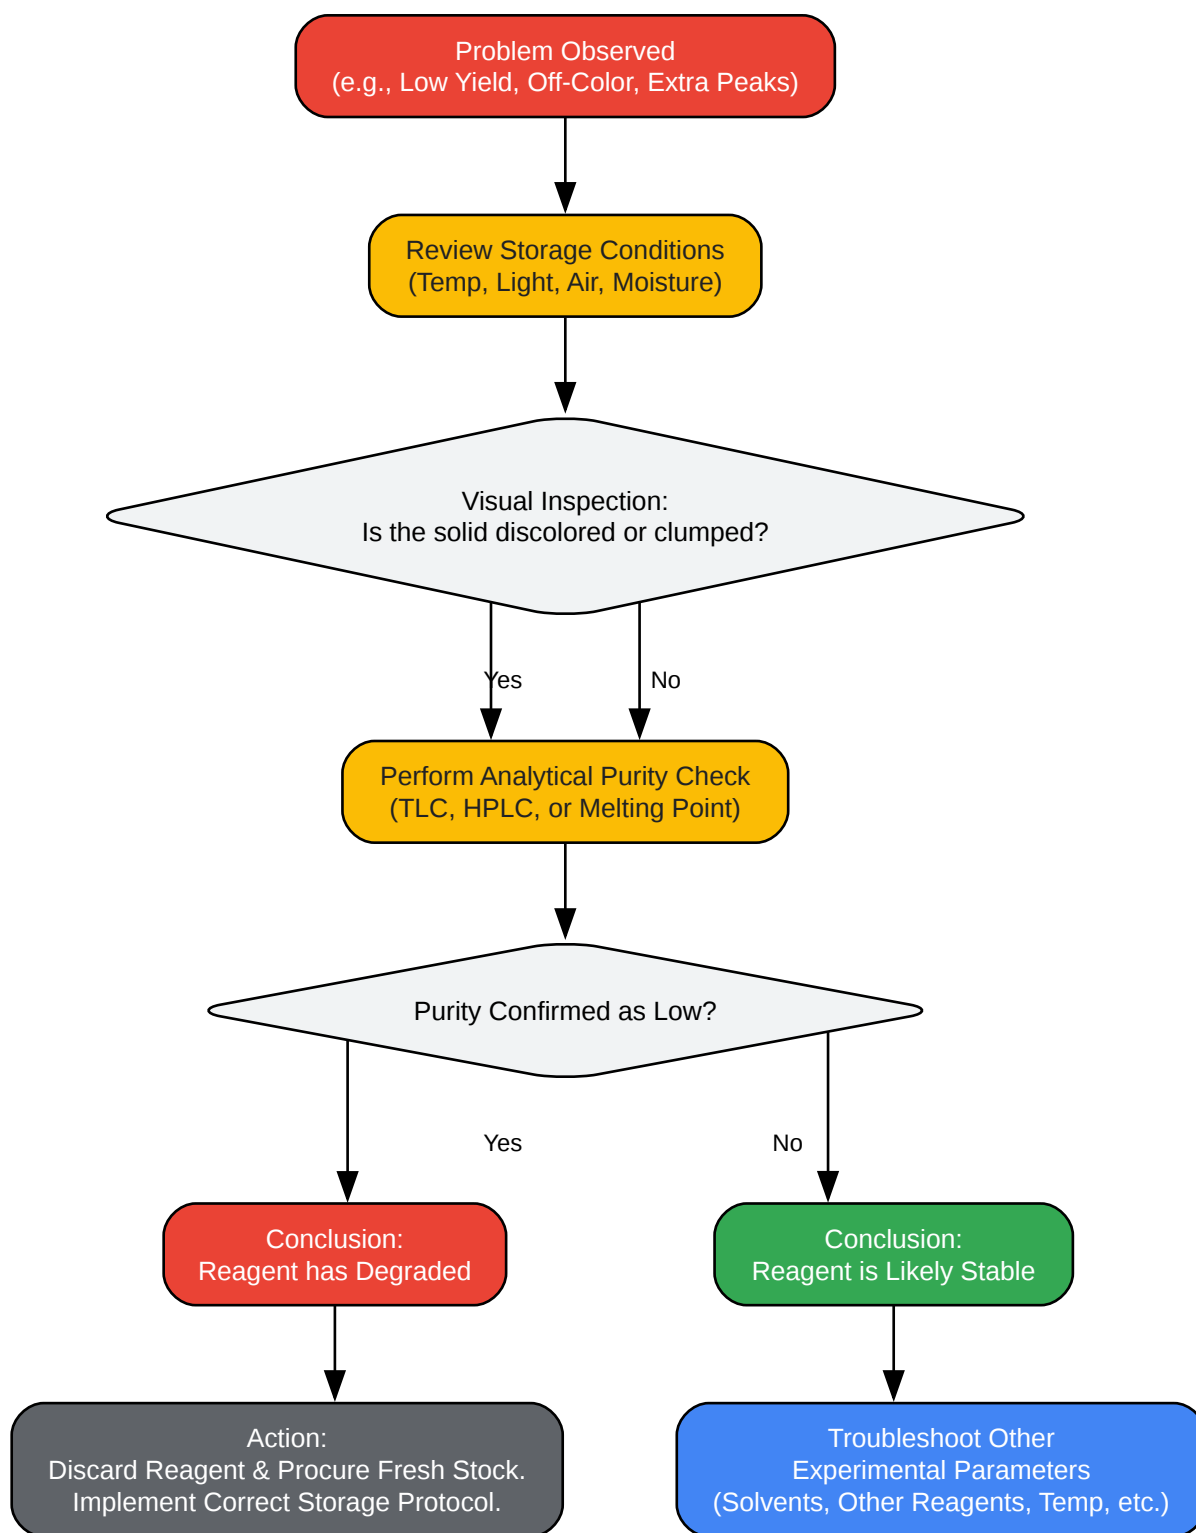 Problem Observed
(e.g., Low Yield, Off-Color, Extra Peaks)
Review Storage Conditions
(Temp, Light, Air, Moisture)
Visual Inspection:
Is the solid discolored or clumped?
Yes
No
Perform Analytical Purity Check
(TLC, HPLC, or Melting Point)
Purity Confirmed as Low?
Yes
No
Conclusion:
Reagent has Degraded
Conclusion:
Reagent is Likely Stable
Action:
Discard Reagent & Procure Fresh Stock.
Implement Correct Storage Protocol.
Troubleshoot Other
Experimental Parameters
(Solvents, Other Reagents, Temp, etc.)